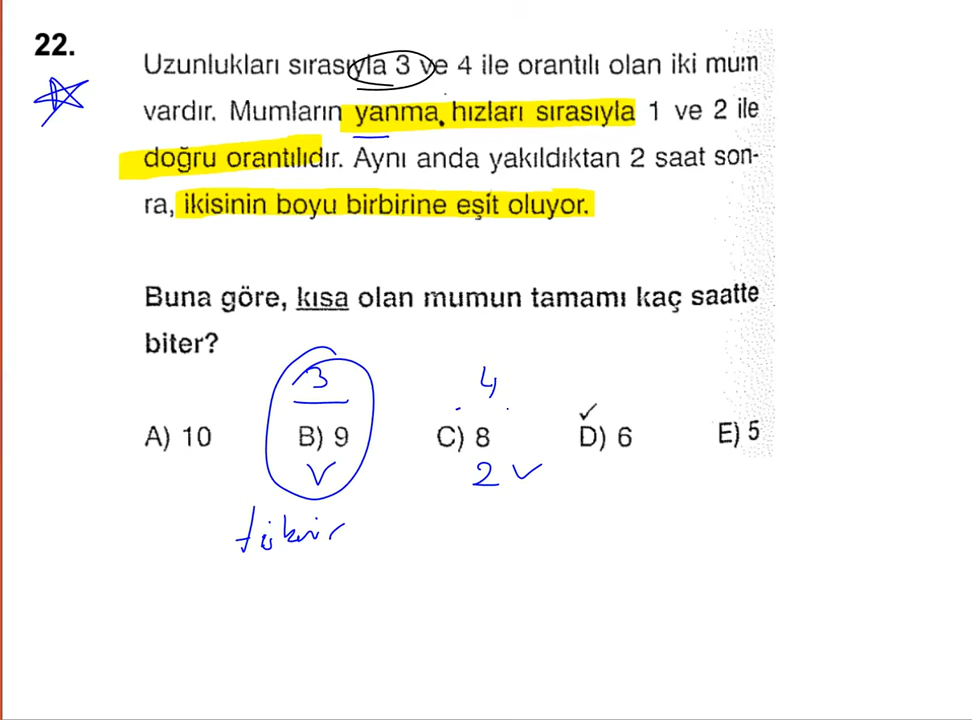 22.
Uzunlukları sırasıyla 3 ve 4 ile orantılı olan iki mum
vardır. Mumların yanma hızları sırasıyla 1 ve 2 ile
doğru orantılıdır. Aynı anda yakıldıktan 2 saat son-
ra, ikisinin boyu birbirine eşit oluyor.
Buna göre, kısa olan mumun tamamı kaç saatte
biter?
3 4
A) 10 B) 9 C) 8 D) 6 E) 5
V 2V